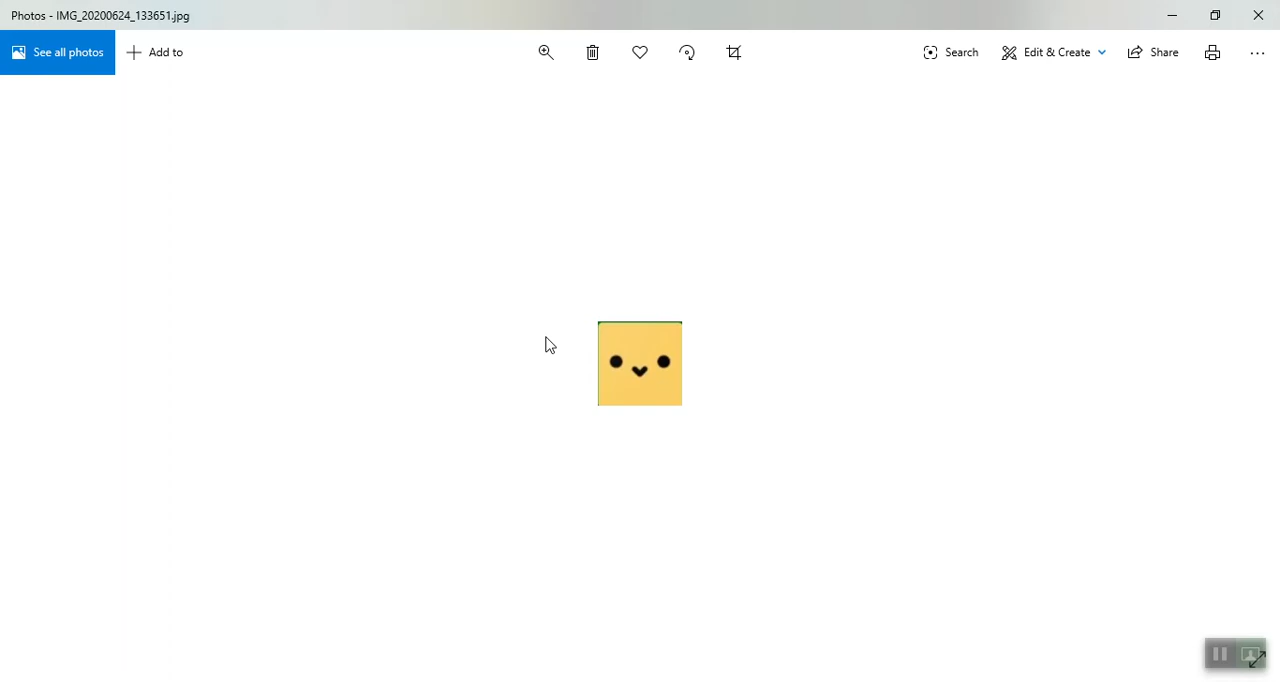 Photos - IMG_20200624_133651.jpg
See all photos
Add to
Search
Edit & Create
Share